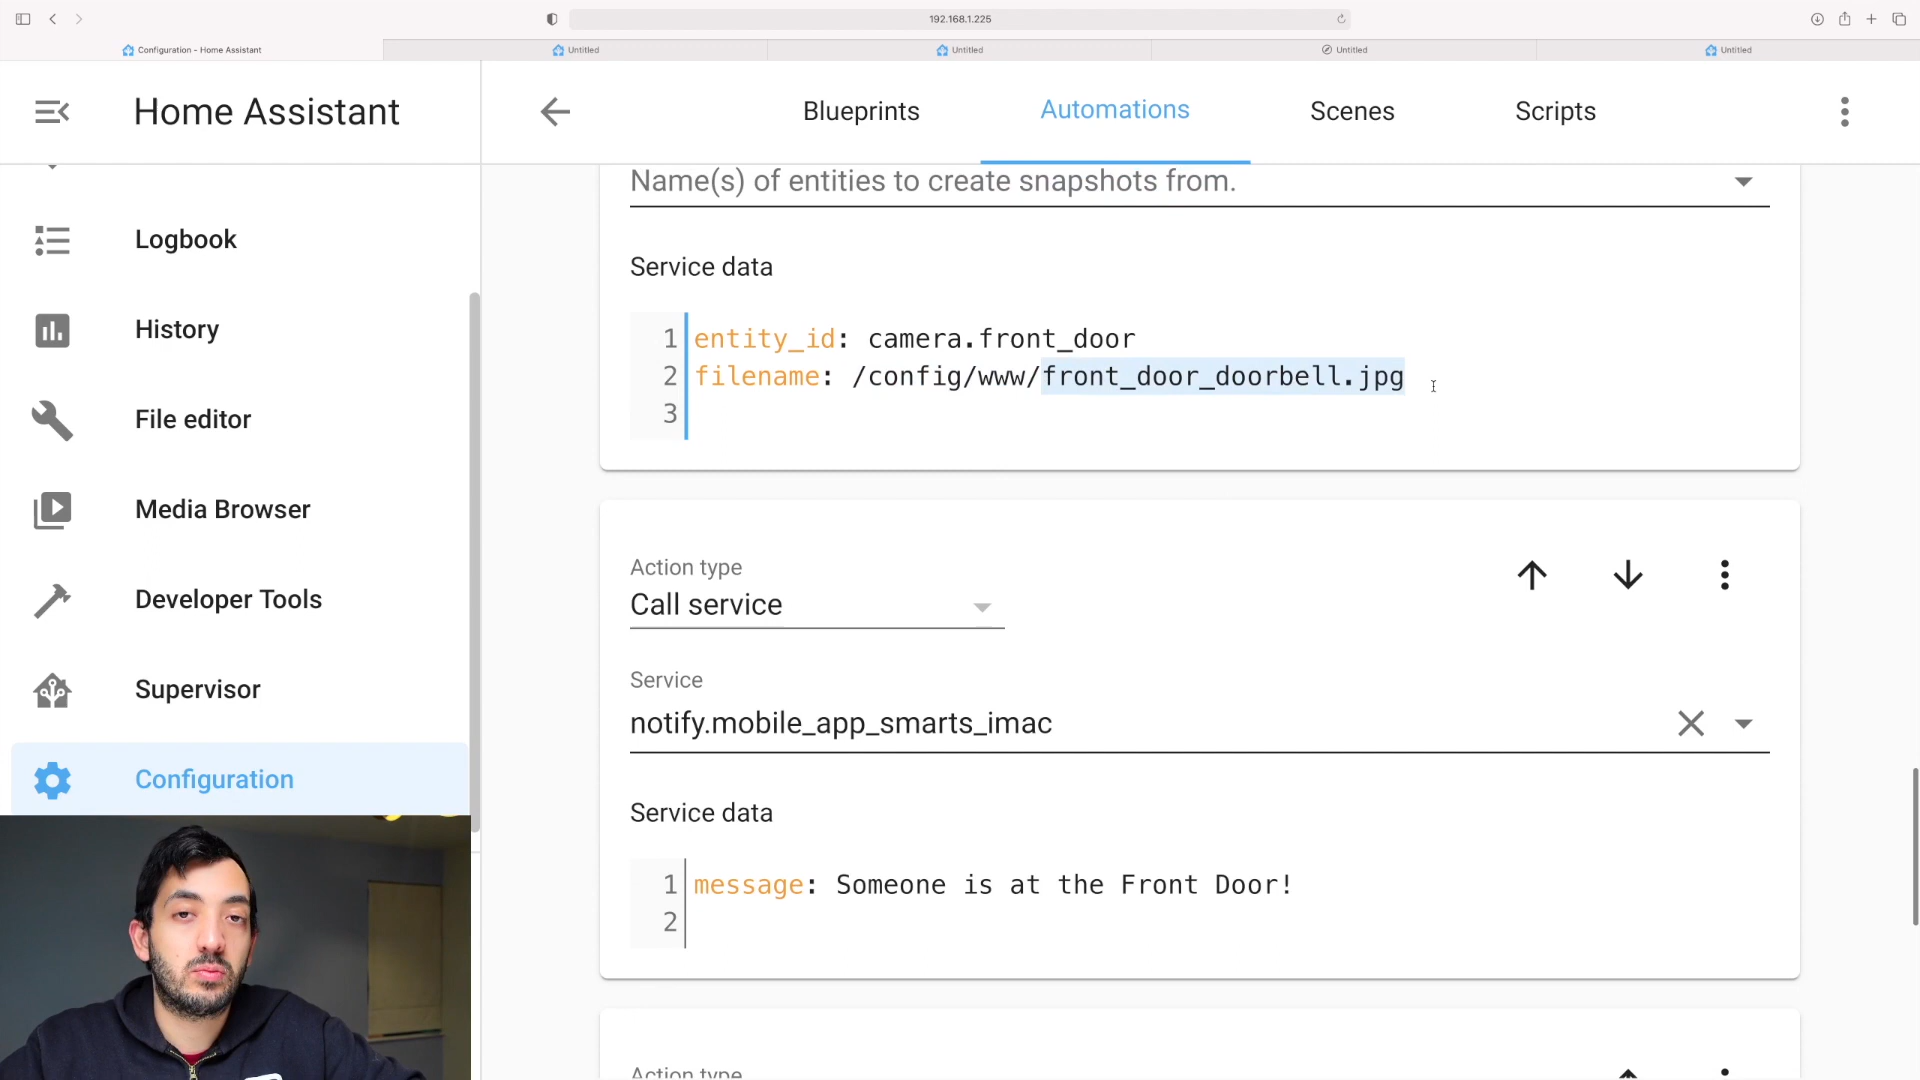 192.168.1.225
Configuration - Home Assistant
Untitled
Untitled
Untitled
Untitled
Home Assistant
Blueprints
Automations
Scenes
Scripts
Logbook
History
File editor
Media Browser
Developer Tools
Supervisor
Configuration
Name(s) of entities to create snapshots from.
Service data
1 entity_id: camera.front_door
2 filename: /config/www/front_door_doorbell.jpg
3
Action type
Call service
Service
notify.mobile_app_smarts_imac
Service data
1 message: Someone is at the Front Door!
2
Action type